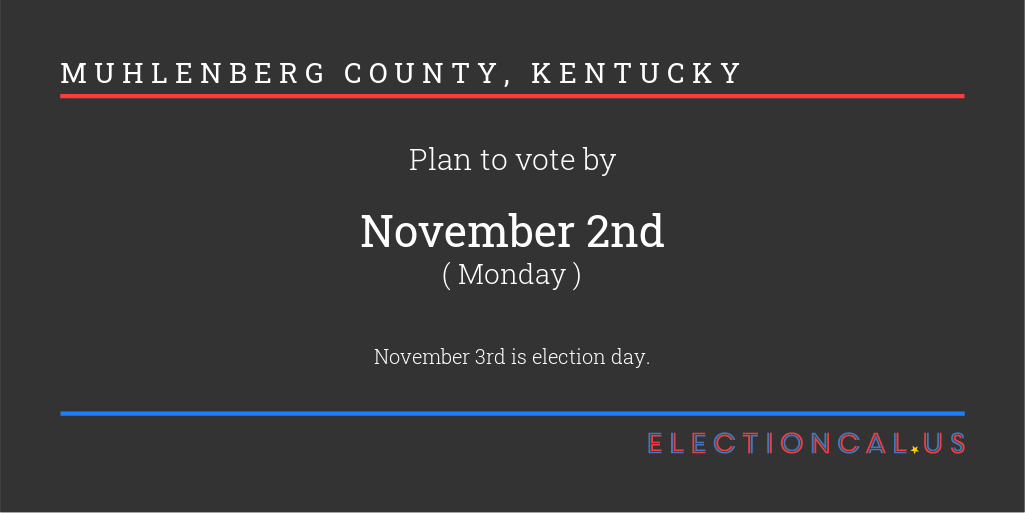 MUHLENBERG COUNTY, KENTUCKY
Plan to vote by
November 2nd
( Monday )
November 3rd is election day.
ELECTIONCAL.US